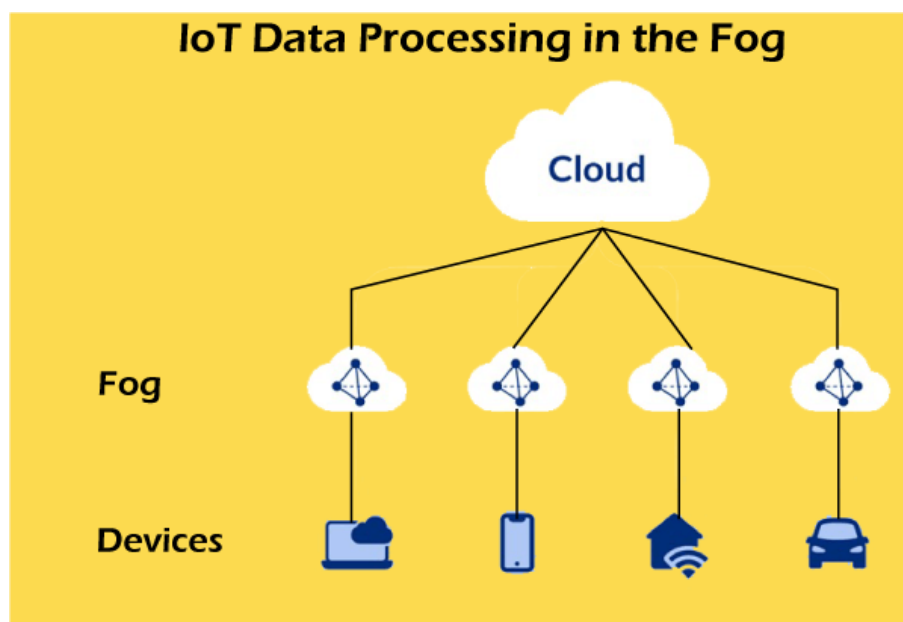 IoT Data Processing in the Fog
Cloud
Fog
Devices